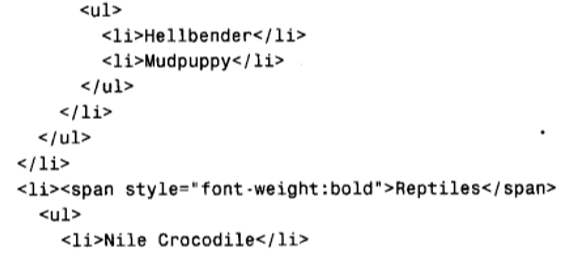 <ul>
<li>Hellbender</li>
<li>Mudpuppy</li>
</ul>
</li>
</ul>
</li>
<li><span style="font-weight:bold">Reptiles</span>
<ul>
<li>Nile Crocodile</li>